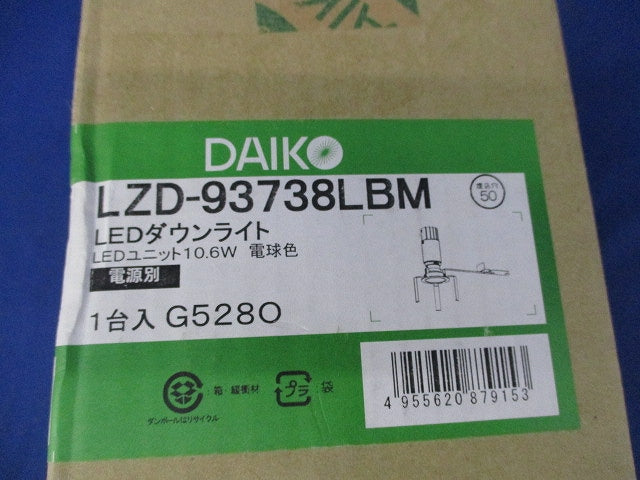 DAIKO
LZD-93738LBM
埋込穴
50
LEDダウンライト
LEDユニット10.6W 電球色
電源別
1台入 G5280
箱 緩衝材
プラ 袋
ダンボールはリサイクル
4 955620 879153